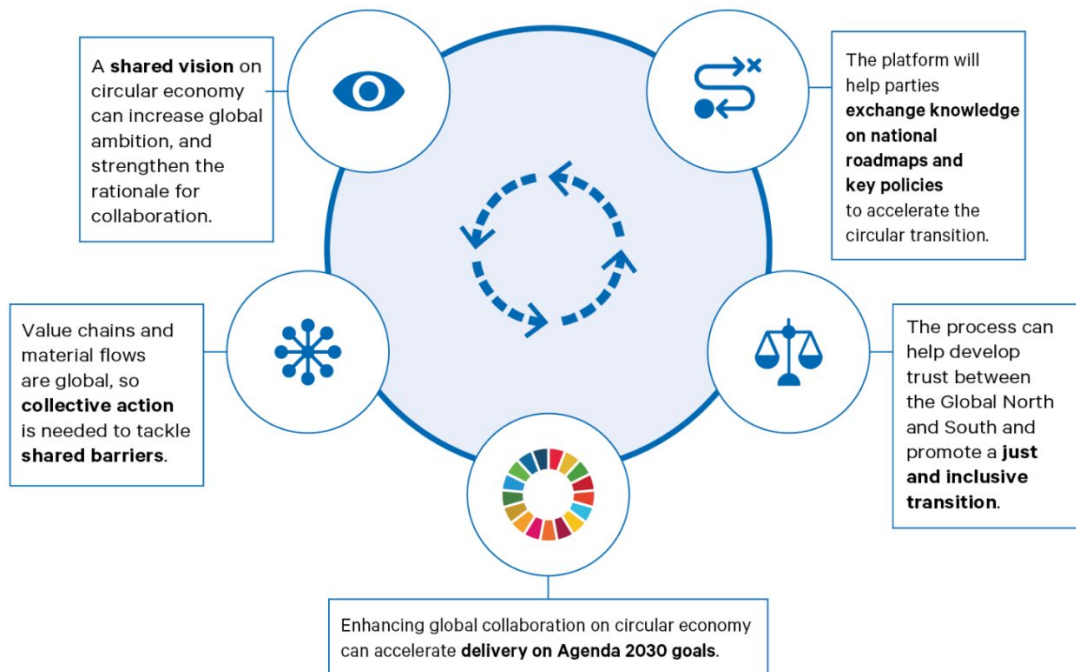 A shared vision on
circular economy
can increase global
ambition, and
strengthen the
rationale for
collaboration.
The platform will
help parties
exchange knowledge
on national
roadmaps and
key policies
to accelerate the
circular transition.
Value chains and
material flows
are global, so
collective action
is needed to tackle
shared barriers.
The process can
help develop
trust between
the Global North
and South and
promote a just
and inclusive
transition.
Enhancing global collaboration on circular economy
can accelerate delivery on Agenda 2030 goals.